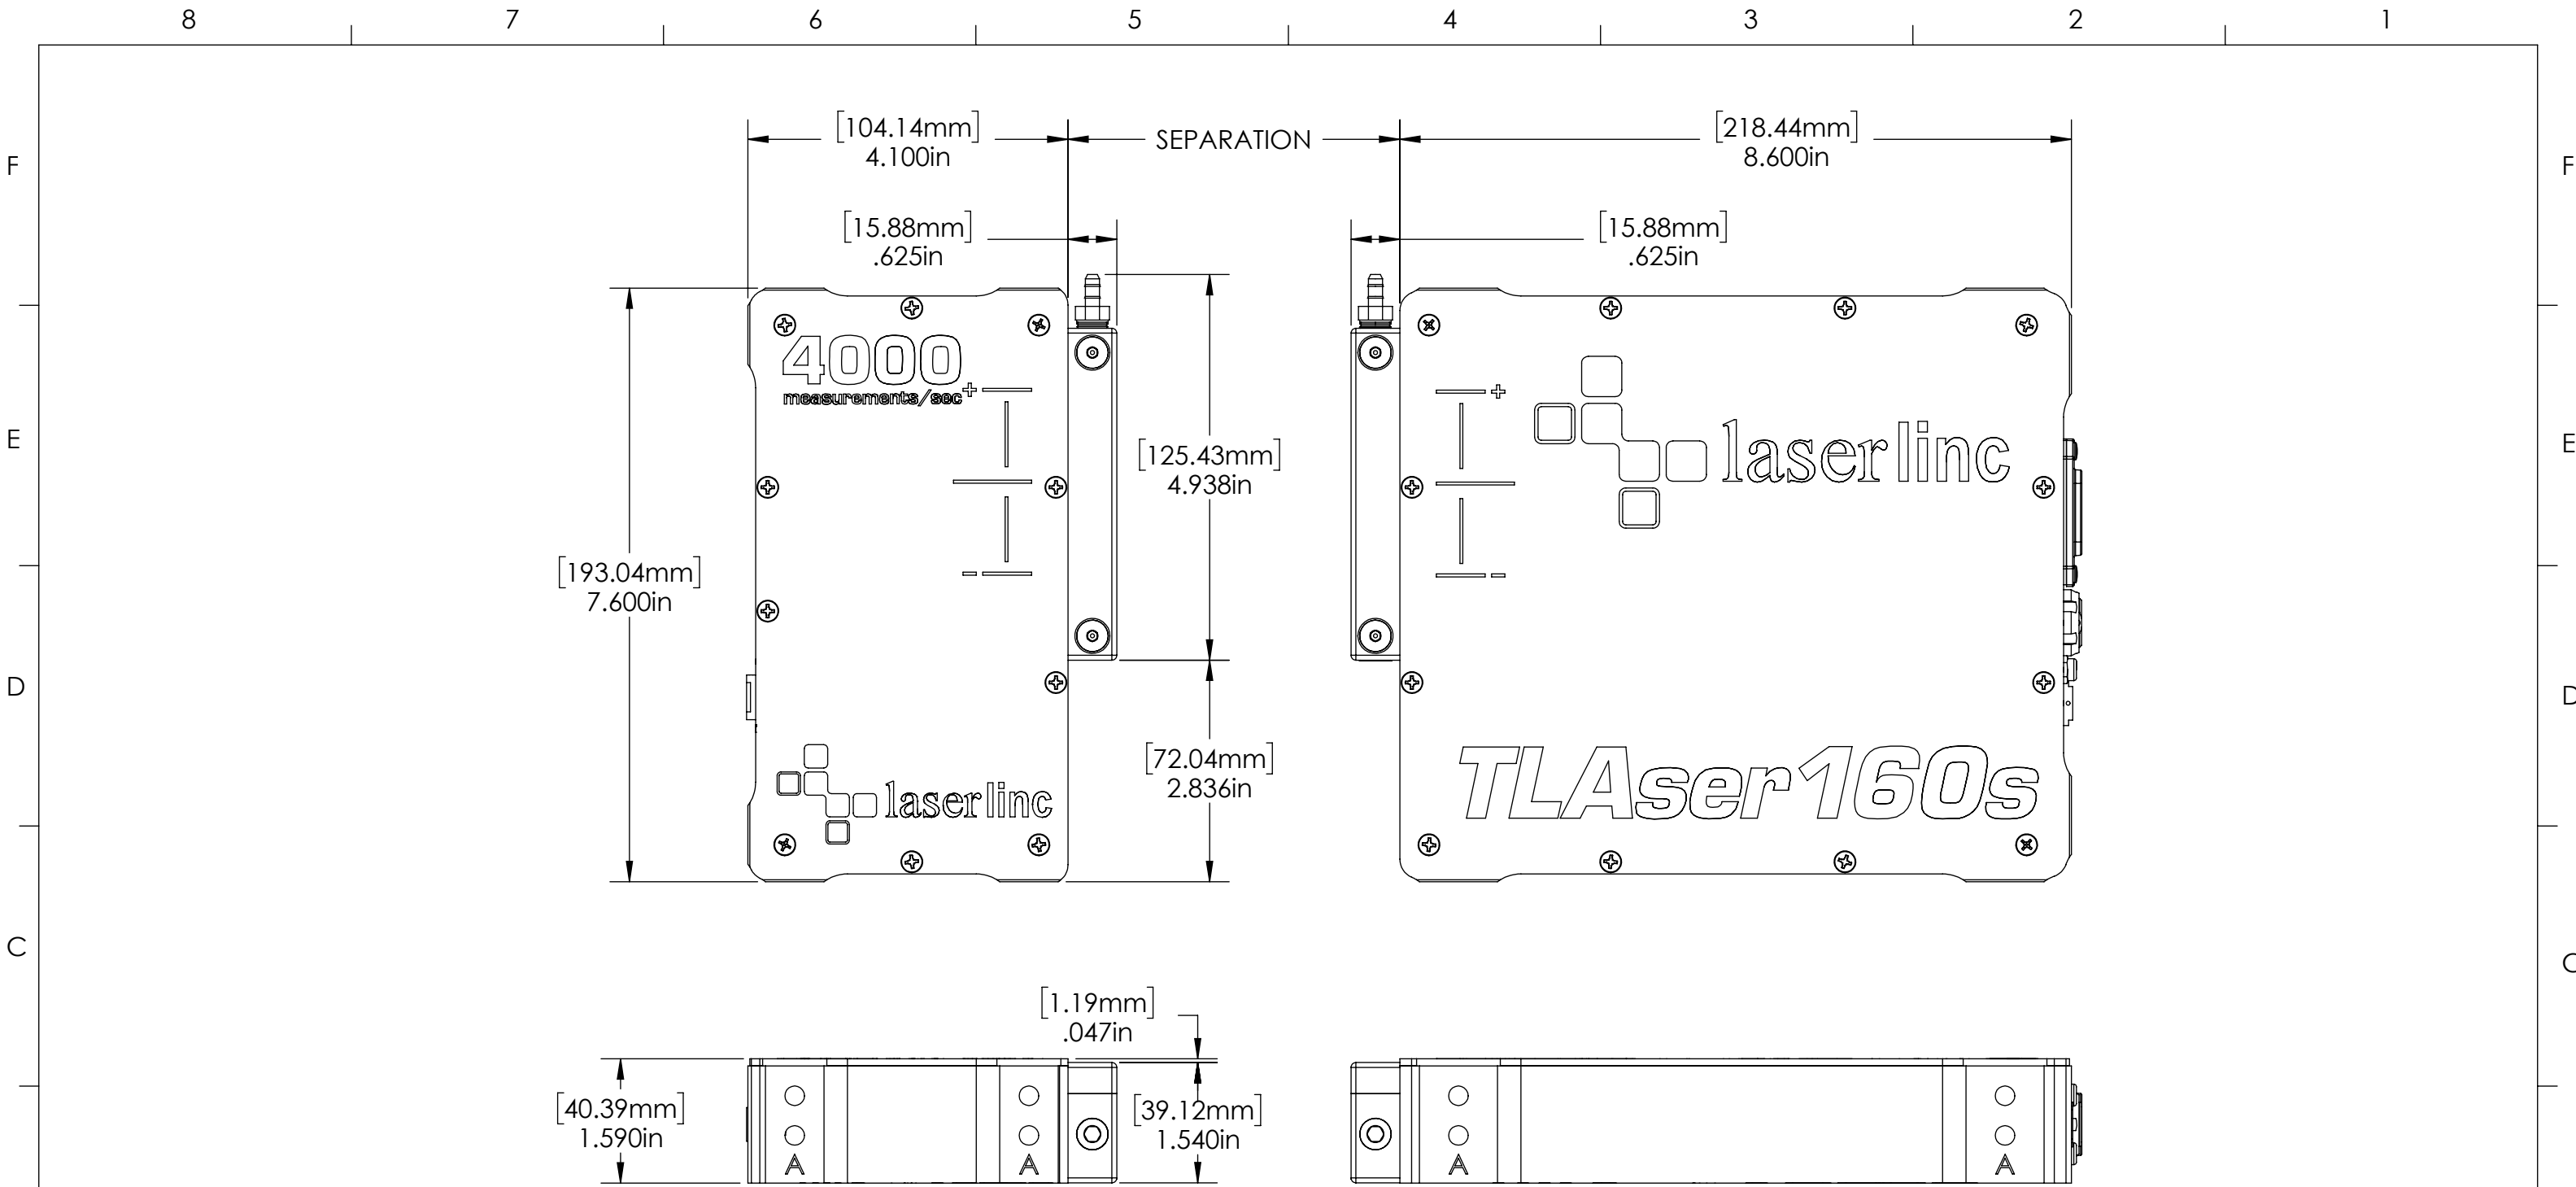 8 7 6 5 4 3 2 1
[104.14mm]
4.100in
SEPARATION
[218.44mm]
8.600in
F
F
[15.88mm]
.625in
[15.88mm]
.625in
4000
measurements/sec
+
+
laserlinc
E
E
[125.43mm]
4.938in
[193.04mm]
7.600in
-
-
D
D
[72.04mm]
2.836in
laserlinc
TLAser160s
C
C
[1.19mm]
.047in
[40.39mm]
1.590in
[39.12mm]
1.540in
A A A A